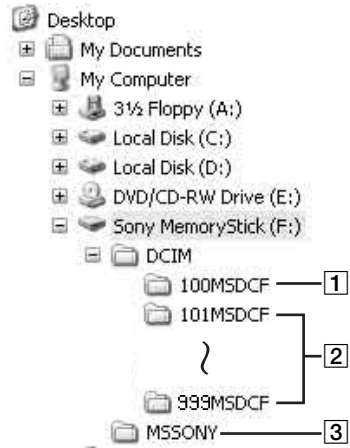 Desktop
My Documents
My Computer
3½ Floppy (A:)
Local Disk (C:)
Local Disk (D:)
DVD/CD-RW Drive (E:)
Sony MemoryStick (F:)
DCIM
100MSDCF 1
101MSDCF
2
999MSDCF
MSSONY 3